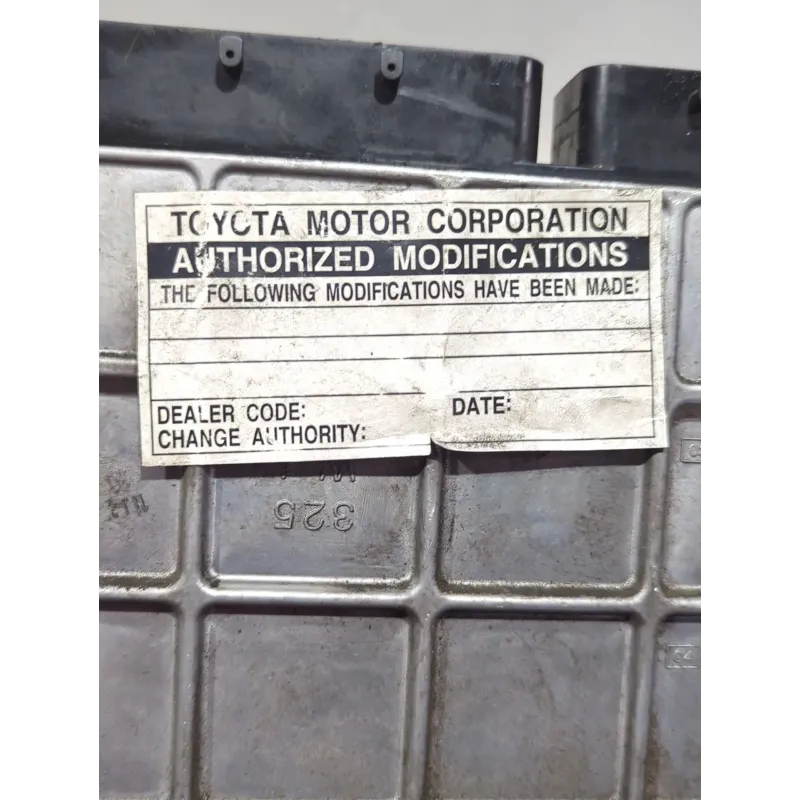 TOYOTA MOTOR CORPORATION
AUTHORIZED MODIFICATIONS
THE FOLLOWING MODIFICATIONS HAVE BEEN MADE:
DEALER CODE:
DATE:
CHANGE AUTHORITY:
325